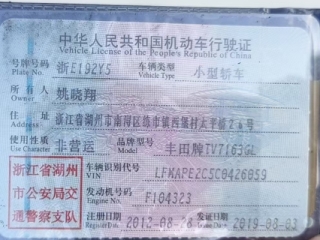 中华人民共和国机动车行驶证
Vehicle License of the People's Republic of China
号牌号码 浙E192Y5 车辆类型 小型轿车
Plate No. Vehicle Type
所有人 姚晓翔
Owner
住址 浙江省湖州市南浔区练市镇西堡村太平桥26号
Address
使用性质 非营运 品牌型号 丰田牌TV7163GL
Use Character Model
浙江省湖州市公安局交通警察支队
车辆识别代号
VIN LFMAPE2C5C0426059
发动机号码 F104323
Engine No.
注册日期 2012-08-28 发证日期 2019-08-03
Register Date Issue Date